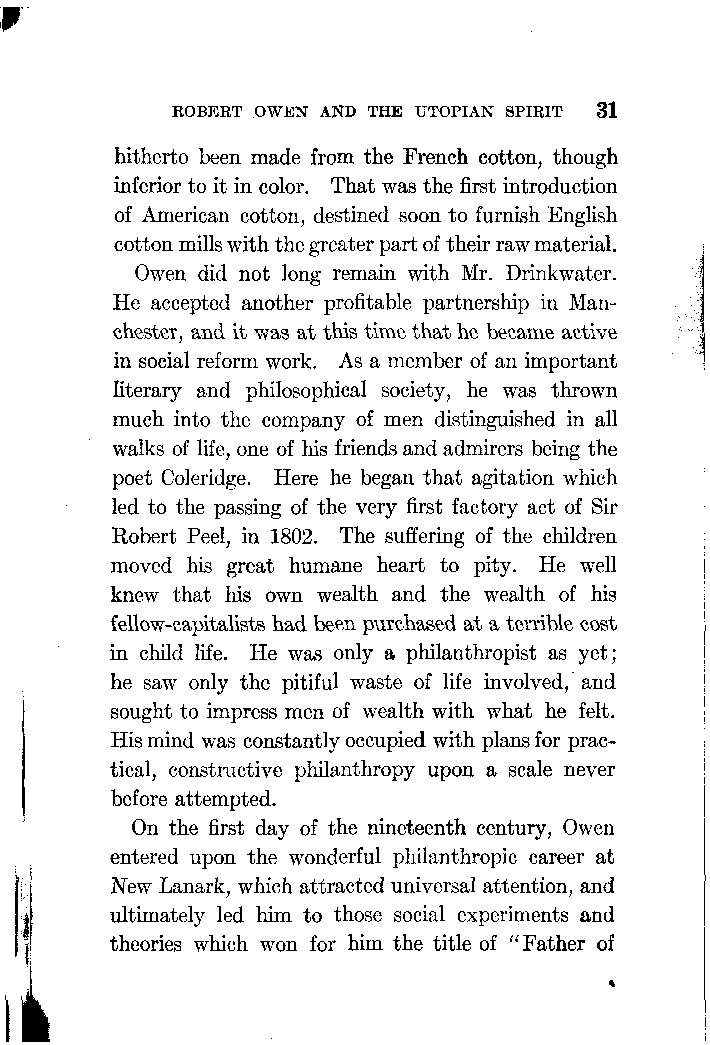 ROBERT OWEN AND THE UTOPIAN SPIRIT 31
hitherto been made from the French cotton, though
inferior to it in color. That was the first introduction
of American cotton, destined soon to furnish English
cotton mills with the greater part of their raw material.
Owen did not long remain with Mr. Drinkwater.
He accepted another profitable partnership in Man-
chester, and it was at this time that he became active
in social reform work. As a member of an important
literary and philosophical society, he was thrown
much into the company of men distinguished in all
walks of life, one of his friends and admirers being the
poet Coleridge. Here he began that agitation which
led to the passing of the very first factory act of Sir
Robert Peel, in 1802. The suffering of the children
moved his great humane heart to pity. He well
knew that his own wealth and the wealth of his
fellow-capitalists had been purchased at a terrible cost
in child life. He was only a philanthropist as yet;
he saw only the pitiful waste of life involved, and
sought to impress men of wealth with what he felt.
His mind was constantly occupied with plans for prac-
tical, constructive philanthropy upon a scale never
before attempted.
On the first day of the nineteenth century, Owen
entered upon the wonderful philanthropic career at
New Lanark, which attracted universal attention, and
ultimately led him to those social experiments and
theories which won for him the title of "Father of